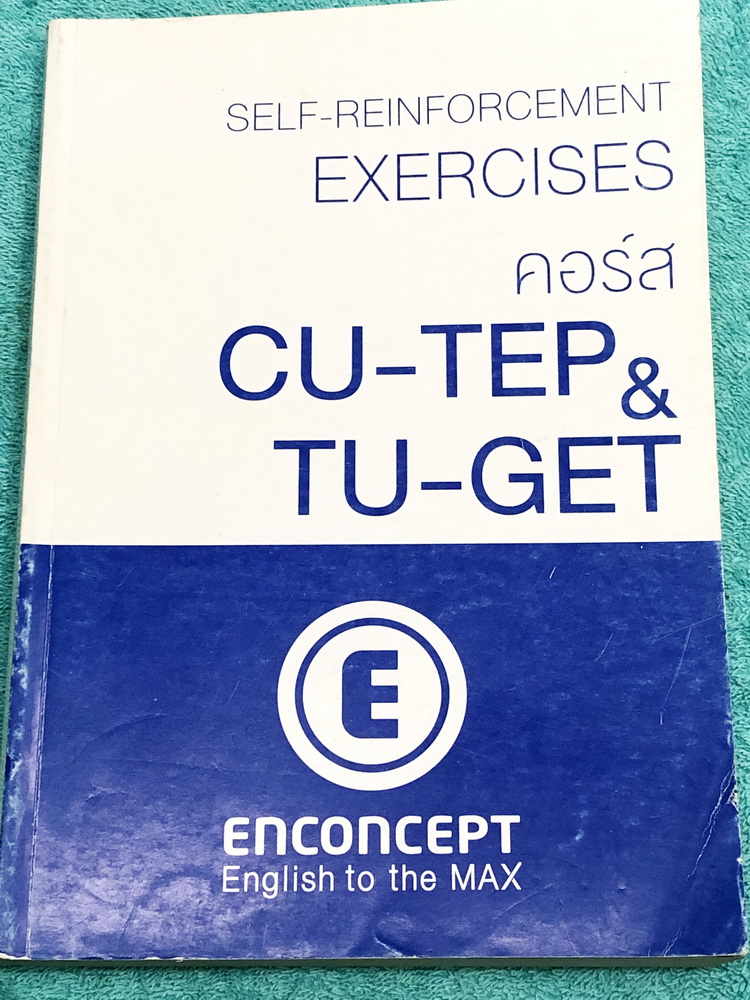 SELF-REINFORCEMENT
EXERCISES
คอร์ส
CU-TEP &
TU-GET
E
ENCONCEPT
English to the MAX